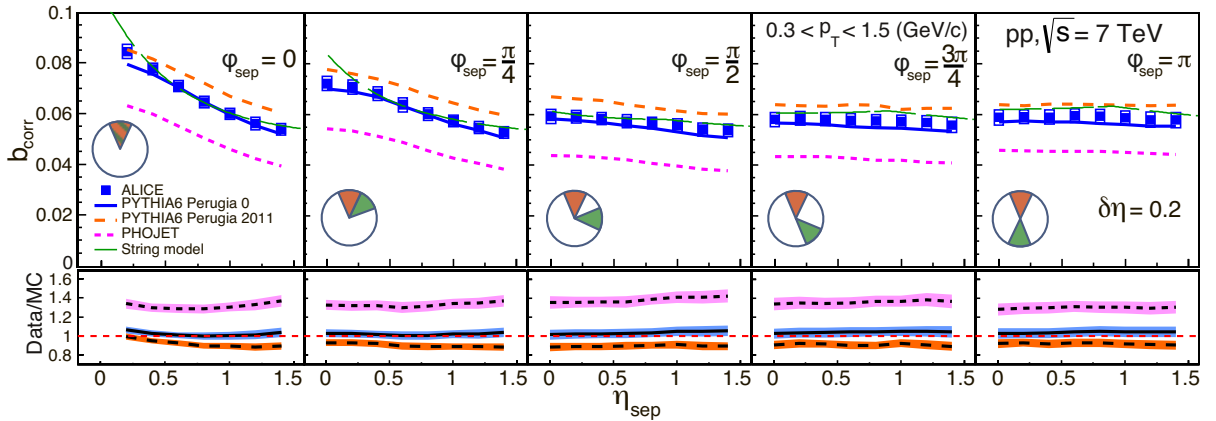 0.1
0.08
0.06
0.04
0.02
0
b_corr
φ_sep = 0
φ_sep = π/4
φ_sep = π/2
0.3 < p_T < 1.5 (GeV/c)
φ_sep = 3π/4
pp, √s = 7 TeV
φ_sep = π
ALICE
PYTHIA6 Perugia 0
PYTHIA6 Perugia 2011
PHOJET
String model
δη = 0.2
Data/MC
1.6
1.4
1.2
1
0.8
0 0.5 1 1.5 0 0.5 1 1.5 0 0.5 1 1.5 0 0.5 1 1.5 0 0.5 1 1.5
η_sep